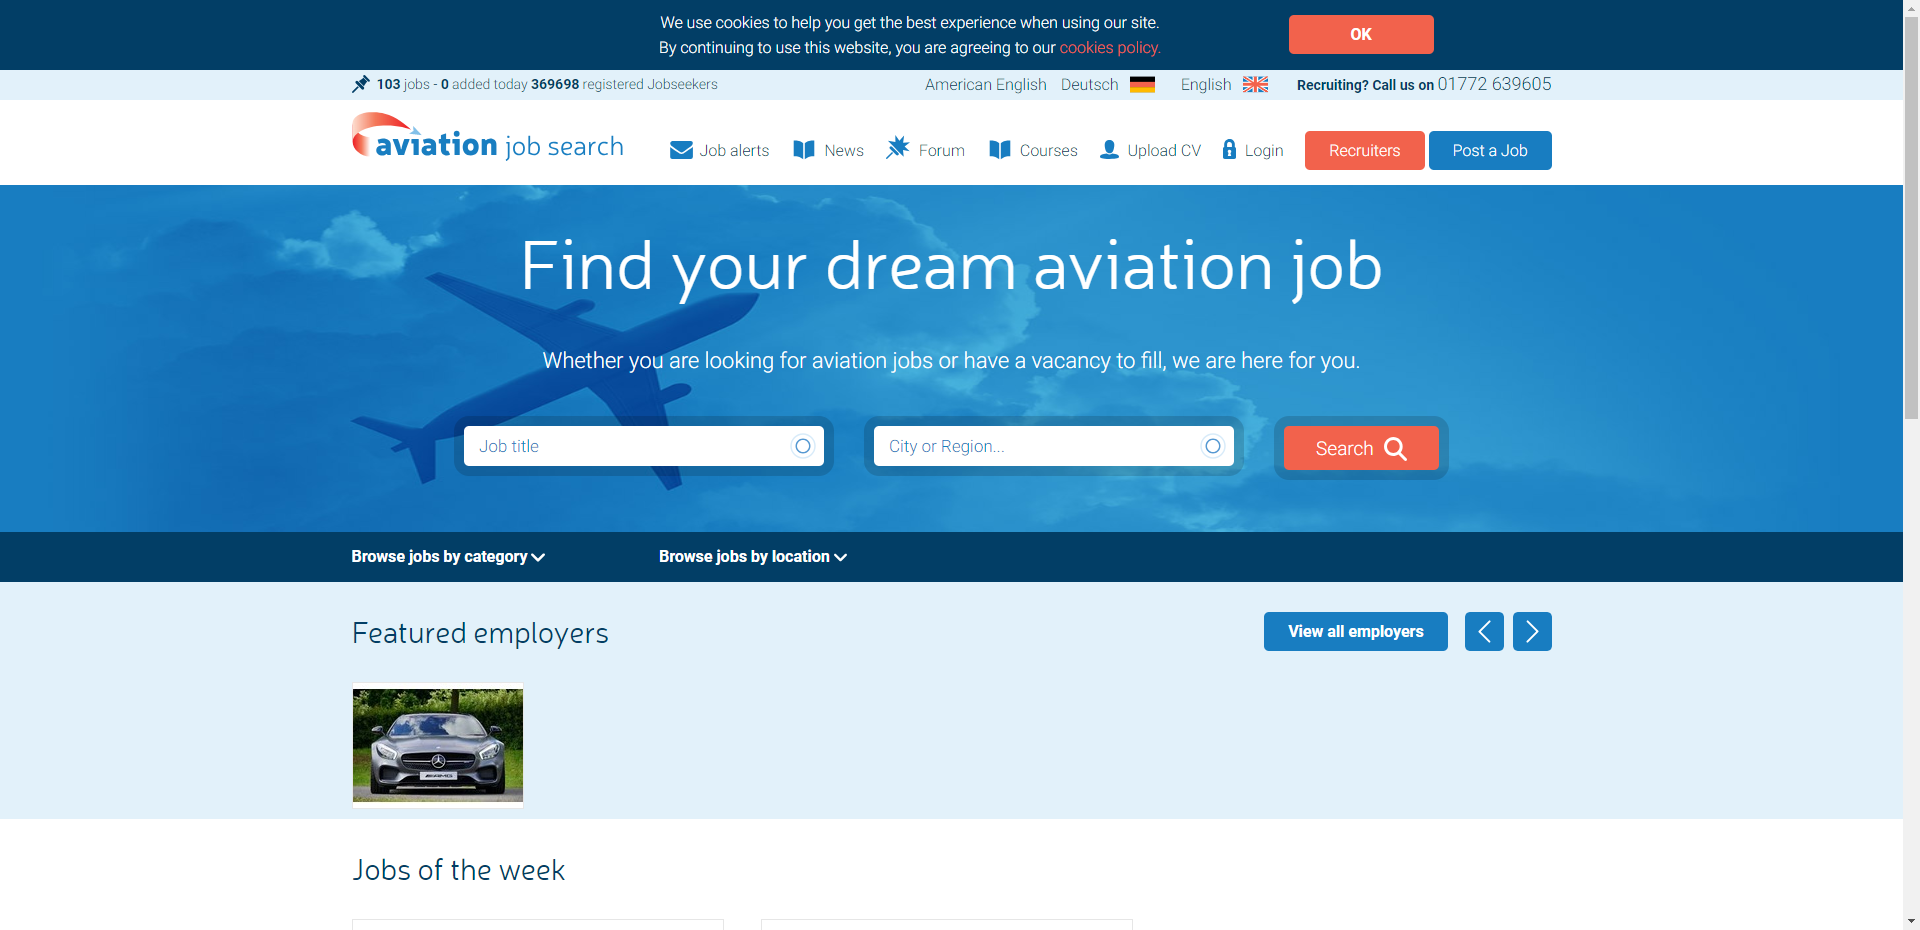 We use cookies to help you get the best experience when using our site.
By continuing to use this website, you are agreeing to our cookies policy.
OK
103 jobs - 0 added today 369698 registered Jobseekers
American English Deutsch English Recruiting? Call us on 01772 639605
aviation job search
Job alerts News Forum Courses Upload CV Login Recruiters Post a Job
Find your dream aviation job
Whether you are looking for aviation jobs or have a vacancy to fill, we are here for you.
Job title City or Region... Search
Browse jobs by category Browse jobs by location
Featured employers View all employers
AMG
Jobs of the week